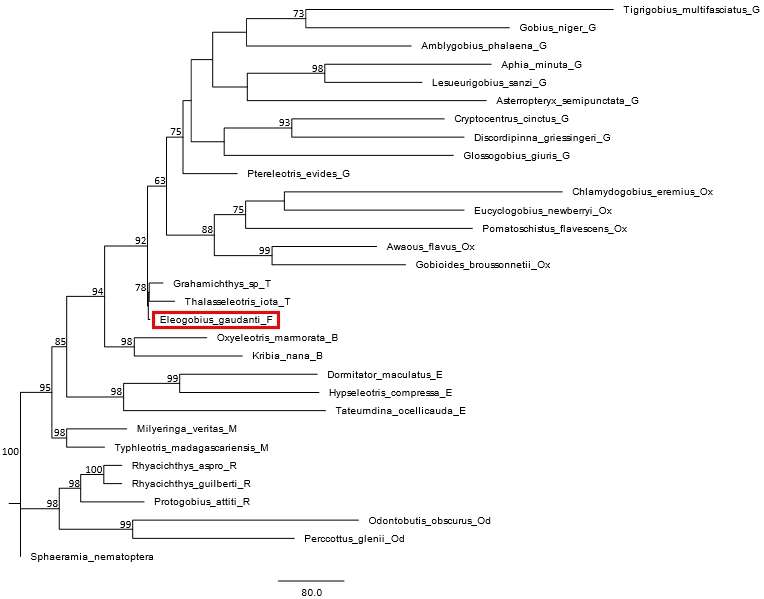 73
Tigrigobius_multifasciatus_G
Gobius_niger_G
Amblygobius_phalaena_G
98
Aphia_minuta_G
Lesueurigobius_sanzi_G
Asterropteryx_semipunctata_G
93
Cryptocentrus_cinctus_G
75
Discordipinna_griessingeri_G
Glossogobius_giuris_G
Ptereleotris_evides_G
63
Chlamydogobius_eremius_Ox
75
Eucyclogobius_newberryi_Ox
88
Pomatoschistus_flavescens_Ox
92
99
Awaous_flavus_Ox
Gobioides_broussonnetii_Ox
78
Grahamichthys_sp_T
94
Thalasseleotris_iota_T
Eleogobius_gaudanti_F
85
98
Oxyeleotris_marmorata_B
Kribia_nana_B
99
Dormitator_maculatus_E
95
98
Hypseleotris_compressa_E
Tateurndina_ocellicauda_E
98
Milyeringa_veritas_M
100
Typhleotris_madagascariensis_M
100
Rhyacichthys_aspro_R
98
Rhyacichthys_guilberti_R
98
Protogobius_attiti_R
99
Odontobutis_obscurus_Od
Perccottus_glenii_Od
Sphaeramia_nematoptera
80.0